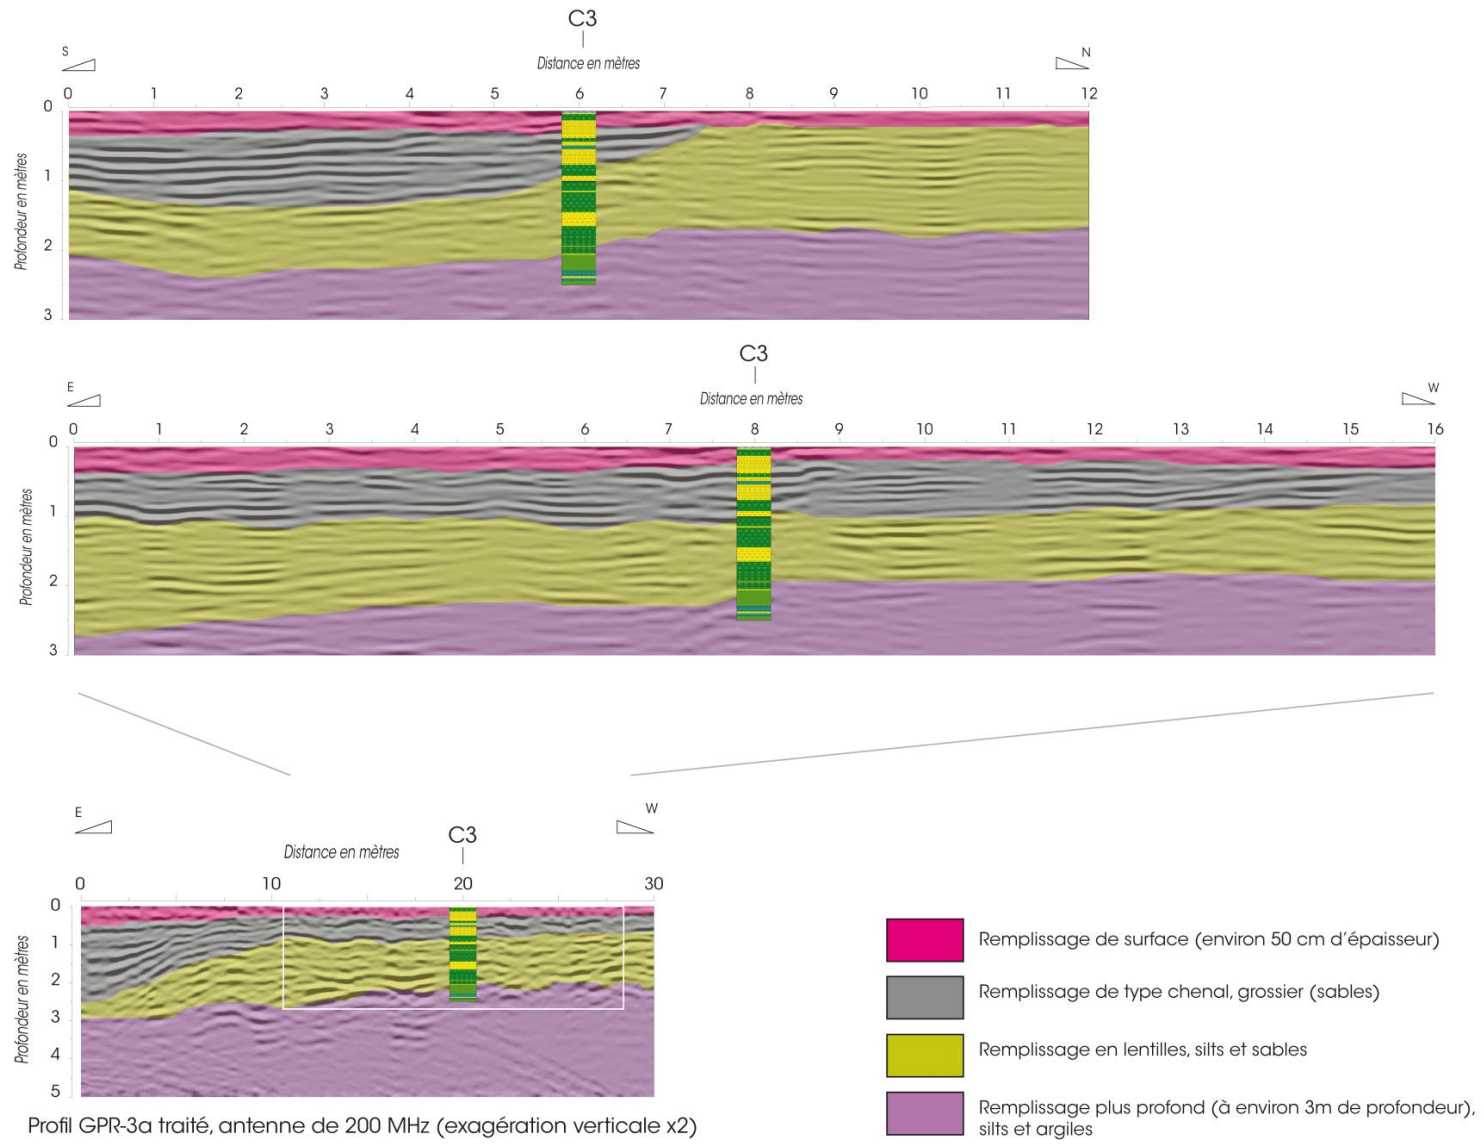 C3
S
Distance en mètres
N
0 1 2 3 4 5 6 7 8 9 10 11 12
Profondeur en mètres
0
1
2
3
C3
E
Distance en mètres
W
0 1 2 3 4 5 6 7 8 9 10 11 12 13 14 15 16
Profondeur en mètres
0
1
2
3
E
W
C3
Distance en mètres
0 10 20 30
Profondeur en mètres
0
1
2
3
4
5
Profil GPR-3a traité, antenne de 200 MHz (exagération verticale x2)
Remplissage de surface (environ 50 cm d'épaisseur)
Remplissage de type chenal, grossier (sables)
Remplissage en lentilles, silts et sables
Remplissage plus profond (à environ 3m de profondeur),
silts et argiles